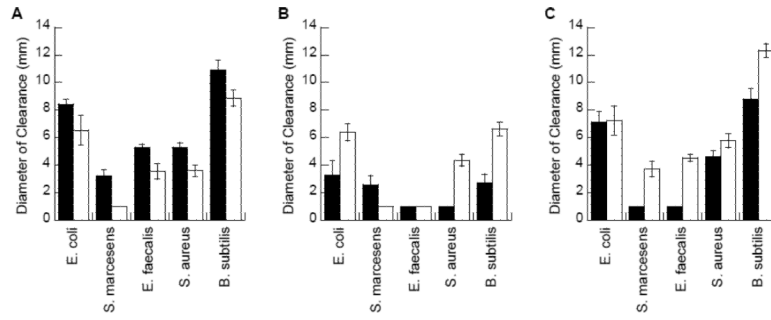 A
Diameter of Clearance (mm)
14
12
10
8
6
4
2
0
E. coli
S. marcesens
E. faecalis
S. aureus
B. subtilis
B
Diameter of Clearance (mm)
14
12
10
8
6
4
2
0
E. coli
S. marcesens
E. faecalis
S. aureus
B. subtilis
C
Diameter of Clearance (mm)
14
12
10
8
6
4
2
0
E. coli
S. marcesens
E. faecalis
S. aureus
B. subtilis